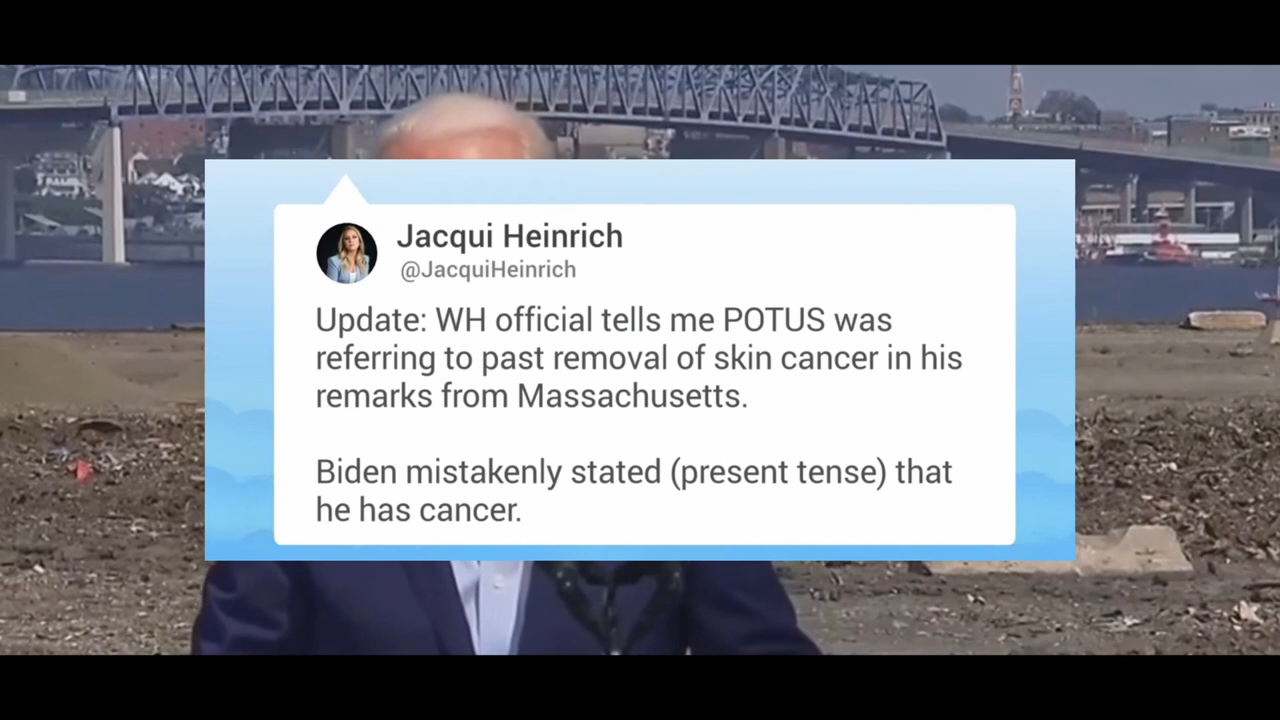 Jacqui Heinrich
@JacquiHeinrich
Update: WH official tells me POTUS was
referring to past removal of skin cancer in his
remarks from Massachusetts.
Biden mistakenly stated (present tense) that
he has cancer.